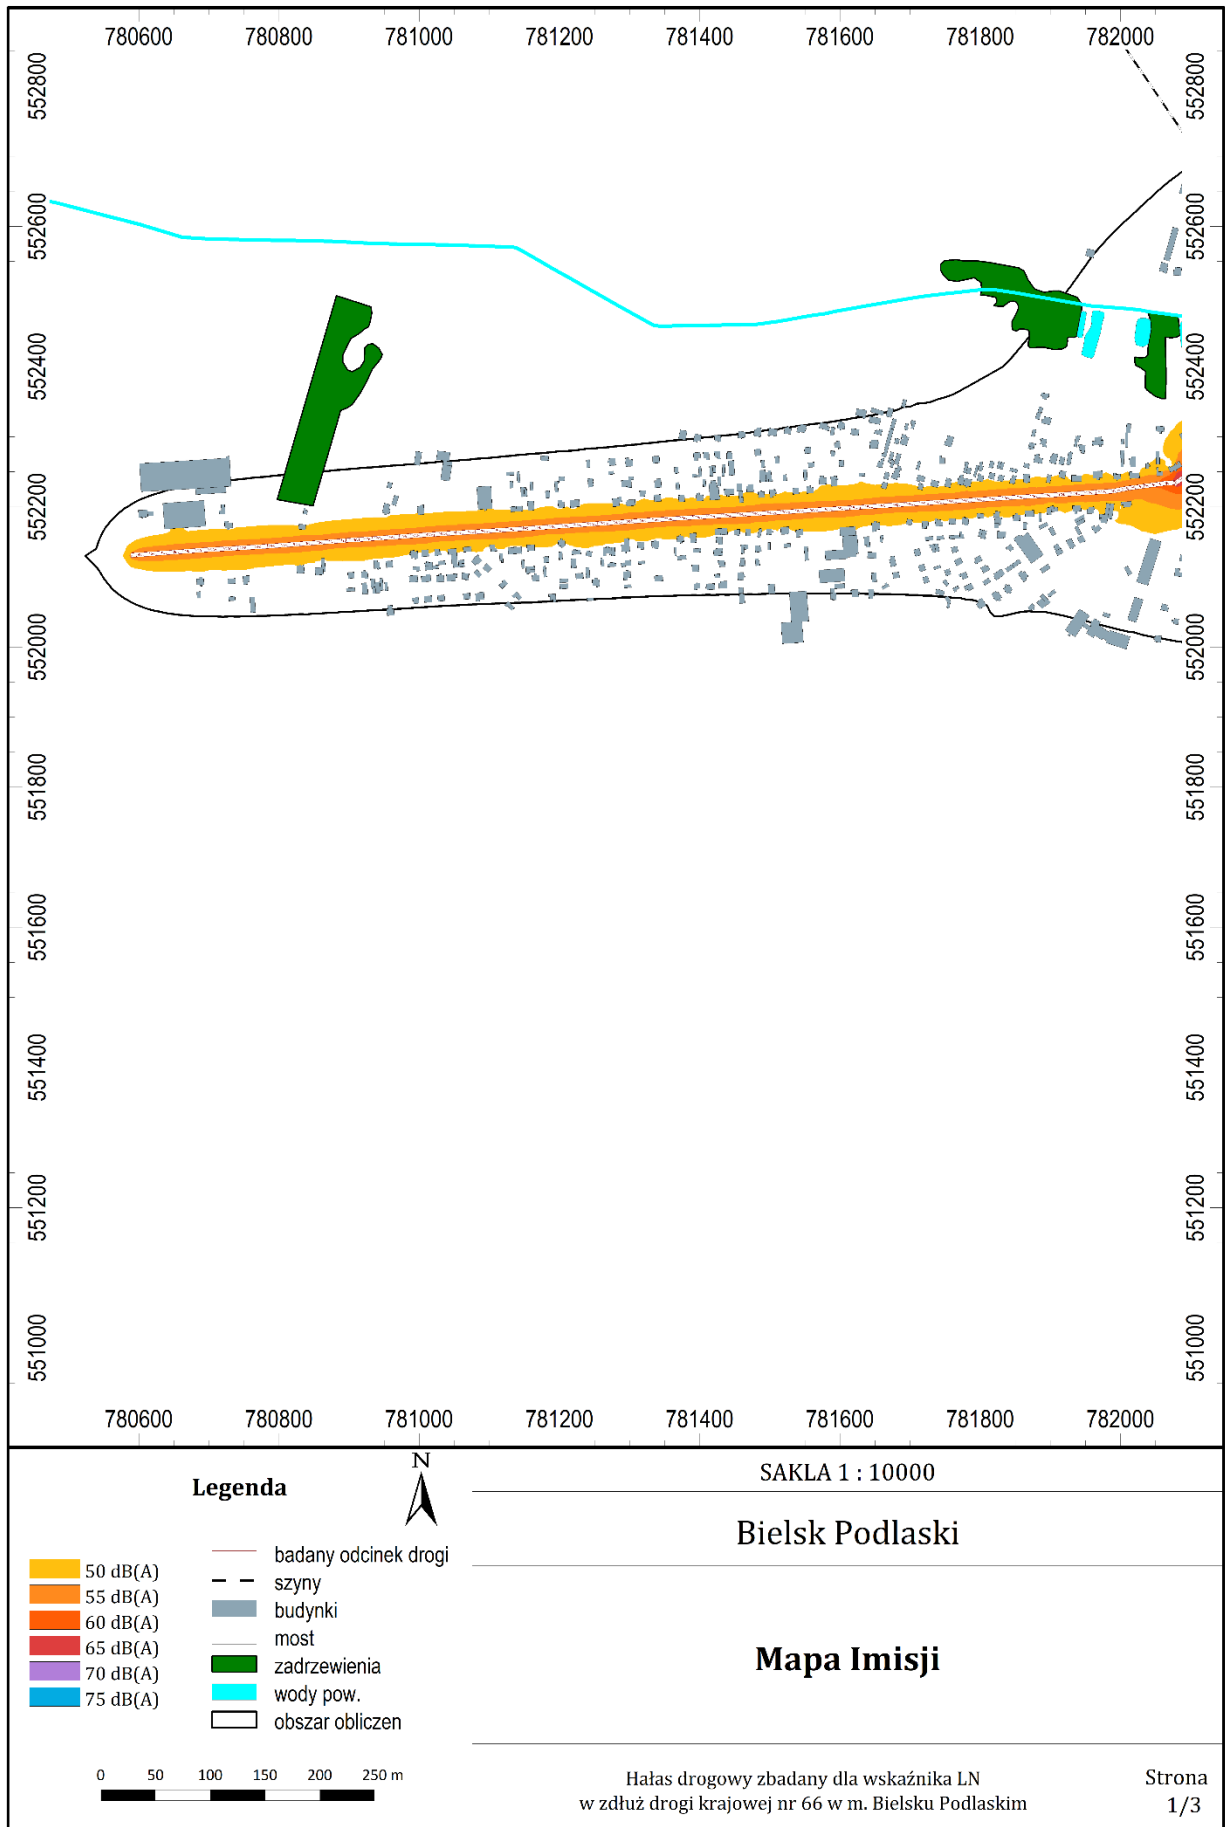 780600 780800 781000 781200 781400 781600 781800 782000
552800 552800
552600 552600
552400 552400
552200 552200
552000 552000
551800 551800
551600 551600
551400 551400
551200 551200
551000 551000
780600 780800 781000 781200 781400 781600 781800 782000
Legenda
N
50 dB(A)
55 dB(A)
60 dB(A)
65 dB(A)
70 dB(A)
75 dB(A)
badany odcinek drogi
szyny
budynki
most
zadrzewienia
wody pow.
obszar obliczen
0 50 100 150 200 250 m
SAKLA 1 : 10000
Bielsk Podlaski
Mapa Imisji
Hałas drogowy zbadany dla wskaźnika LN
w zdłuż drogi krajowej nr 66 w m. Bielsku Podlaskim
Strona
1/3